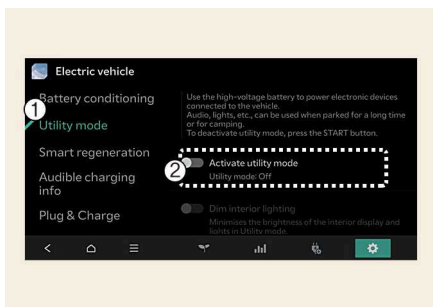 Electric vehicle
Battery conditioning
1
Utility mode
Smart regeneration
Audible charging
info
Plug & Charge
Use the high-voltage battery to power electronic devices
connected to the vehicle.
Audio, lights, etc., can be used when parked for a long time
or for camping.
To deactivate utility mode, press the START button.
2
Activate utility mode
Utility mode: Off
Dim interior lighting
Minimises the brightness of the interior display and
lights in Utility mode.